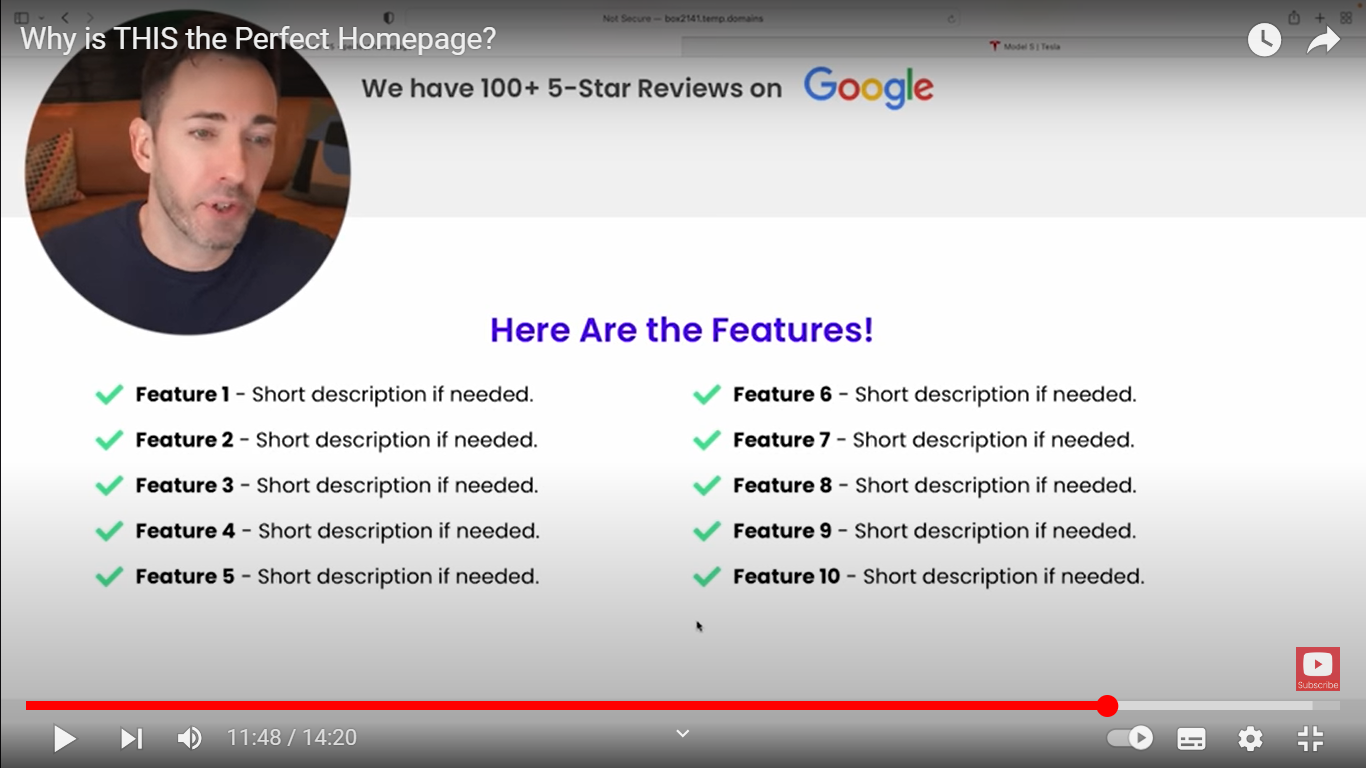 Not Secure — box2141.temp.domains
Why is THIS the Perfect Homepage?
Model S | Tesla
We have 100+ 5-Star Reviews on Google
Here Are the Features!
Feature 1 - Short description if needed.
Feature 2 - Short description if needed.
Feature 3 - Short description if needed.
Feature 4 - Short description if needed.
Feature 5 - Short description if needed.
Feature 6 - Short description if needed.
Feature 7 - Short description if needed.
Feature 8 - Short description if needed.
Feature 9 - Short description if needed.
Feature 10 - Short description if needed.
Subscribe
11:48 / 14:20